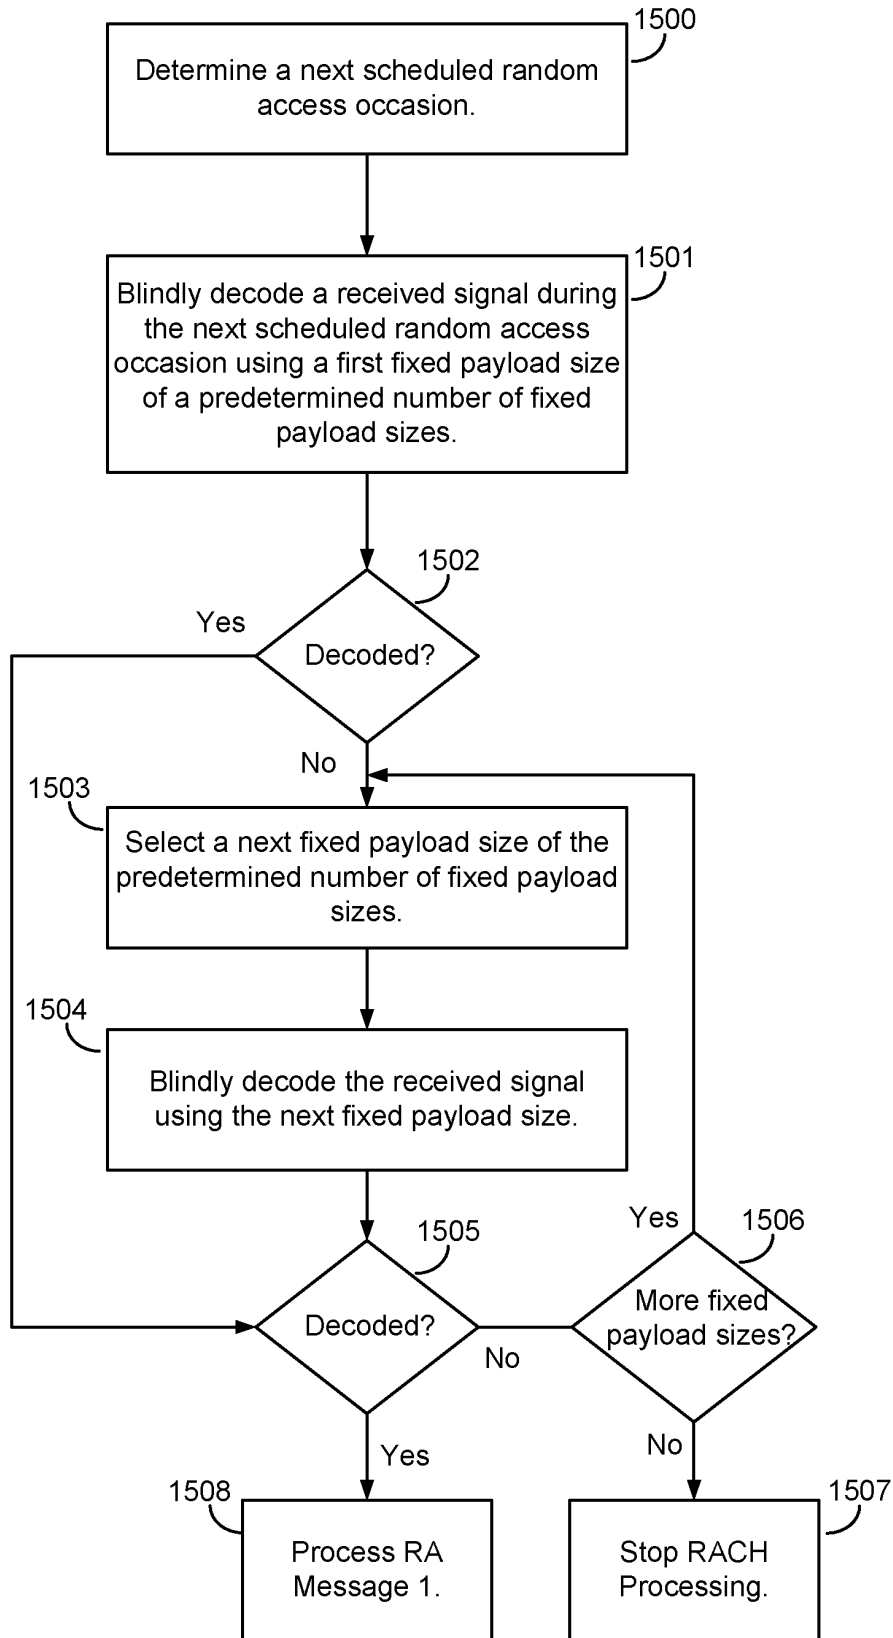 1500
Determine a next scheduled random
access occasion.
1501
Blindly decode a received signal during
the next scheduled random access
occasion using a first fixed payload size
of a predetermined number of fixed
payload sizes.
1502
Yes
Decoded?
No
1503
Select a next fixed payload size of the
predetermined number of fixed payload
sizes.
1504
Blindly decode the received signal
using the next fixed payload size.
1505
Decoded?
No
Yes
1506
More fixed
payload sizes?
Yes
No
1508
Process RA
Message 1.
1507
Stop RACH
Processing.